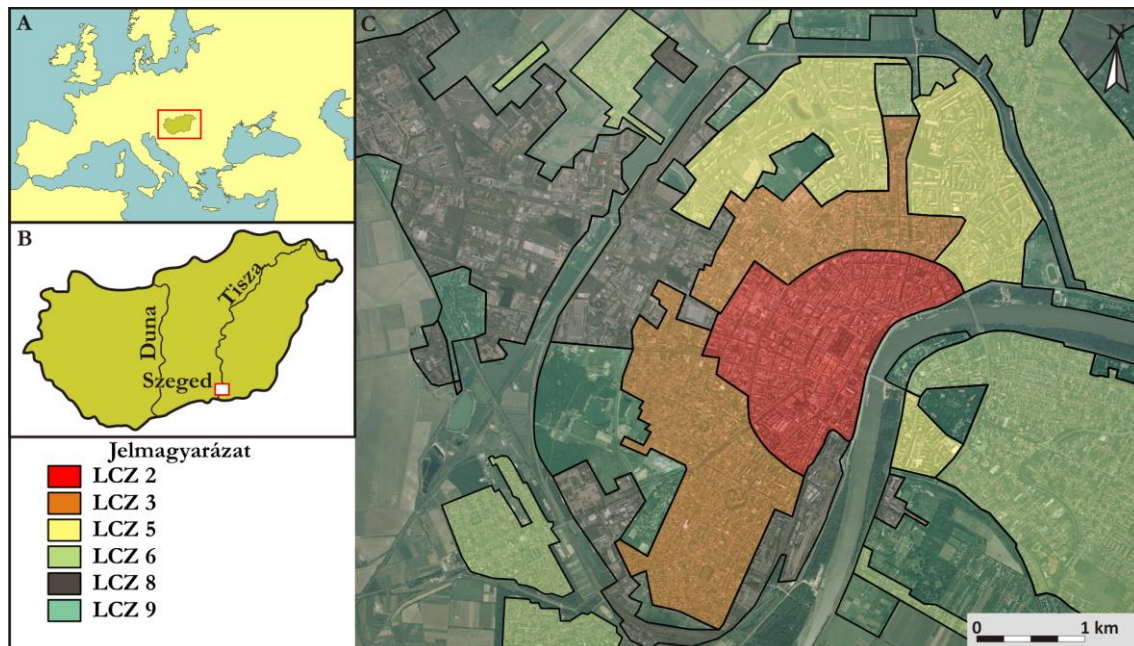 A
B
Duna
Tisza
Szeged
Jelmagyarázat
LCZ 2
LCZ 3
LCZ 5
LCZ 6
LCZ 8
LCZ 9
C
N
0 1 km